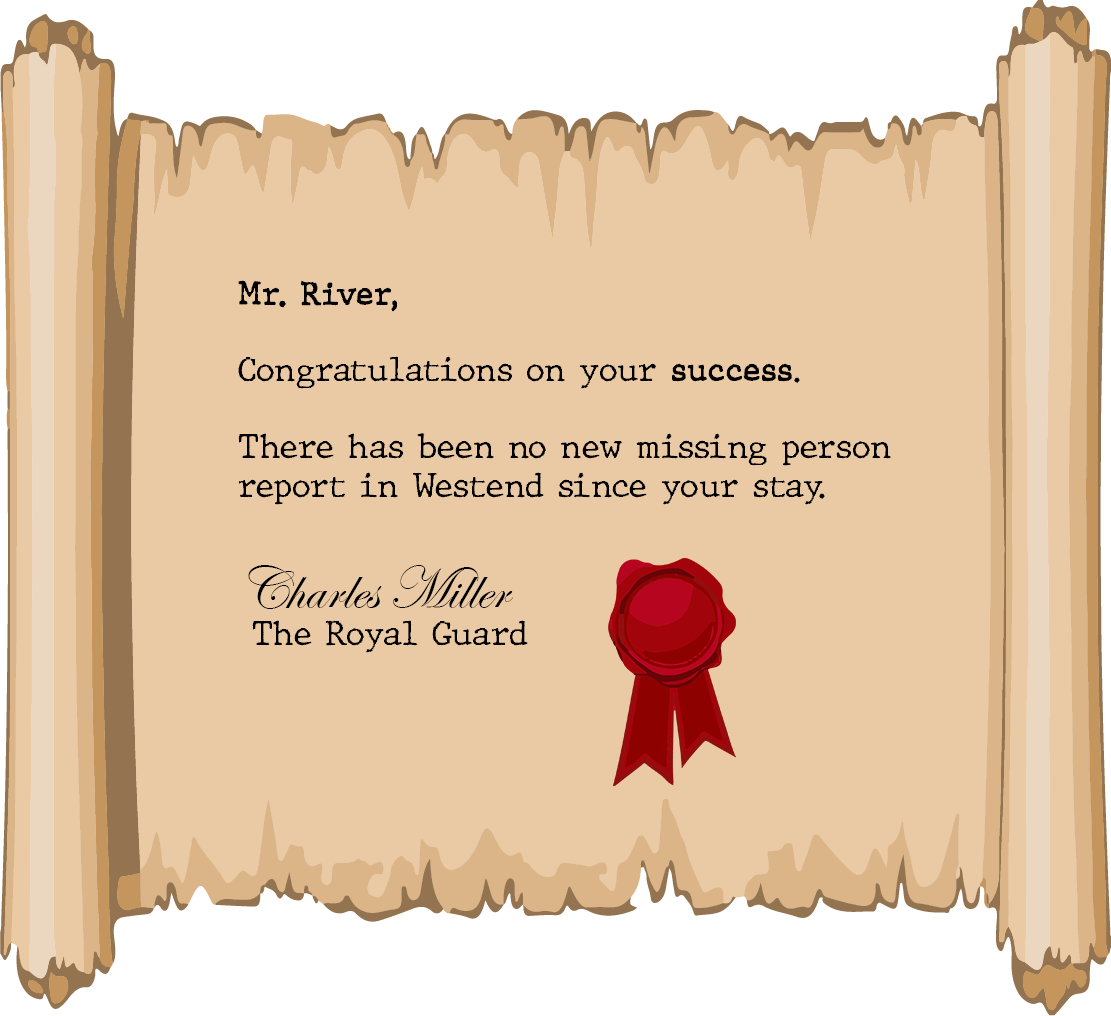 Mr. River,
Congratulations on your success.
There has been no new missing person
report in Westend since your stay.
Charles Miller
The Royal Guard